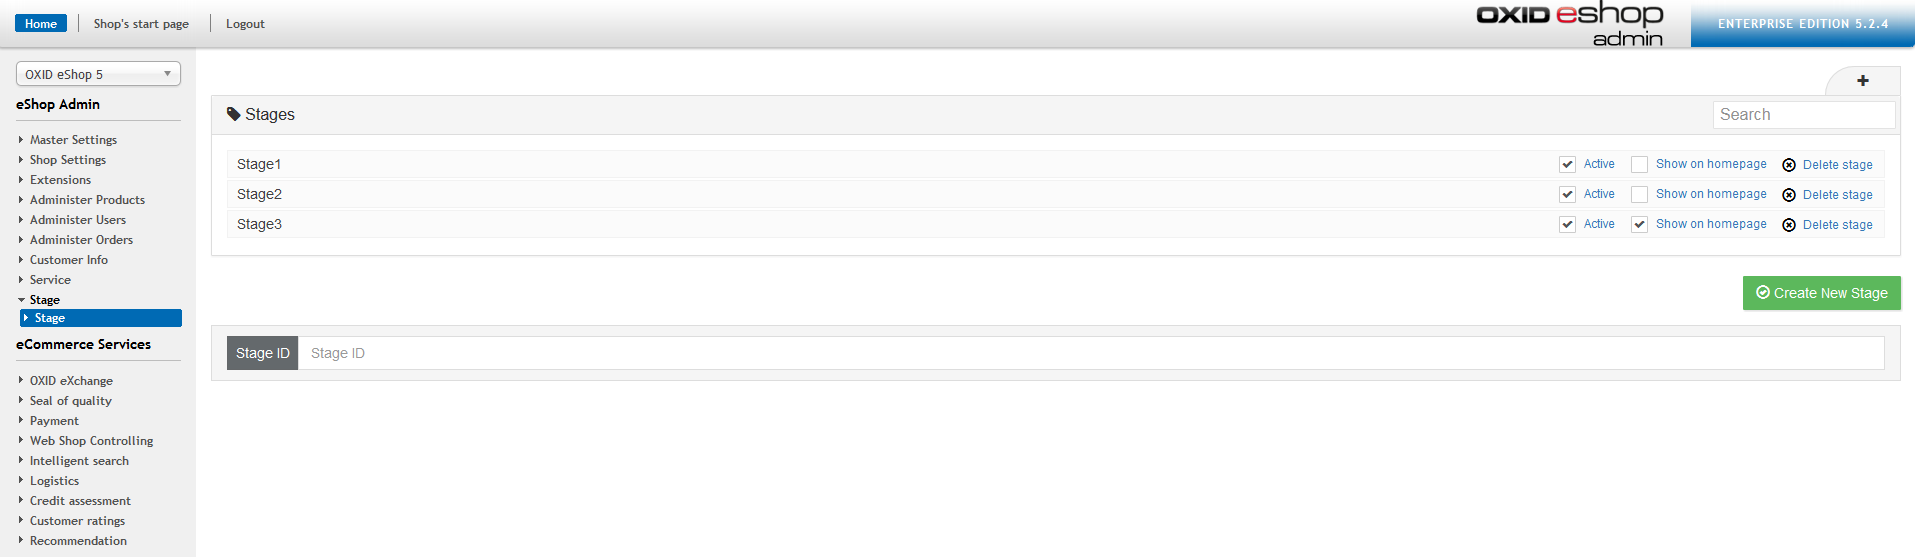 Home Shop's start page Logout
OXID eshop
admin
ENTERPRISE EDITION 5.2.4
OXID eShop 5
eShop Admin
Master Settings
Shop Settings
Extensions
Administer Products
Administer Users
Administer Orders
Customer Info
Service
Stage
Stage
eCommerce Services
OXID eXchange
Seal of quality
Payment
Web Shop Controlling
Intelligent search
Logistics
Credit assessment
Customer ratings
Recommendation
Stages Search
Stage1 Active Show on homepage Delete stage
Stage2 Active Show on homepage Delete stage
Stage3 Active Show on homepage Delete stage
Create New Stage
Stage ID Stage ID